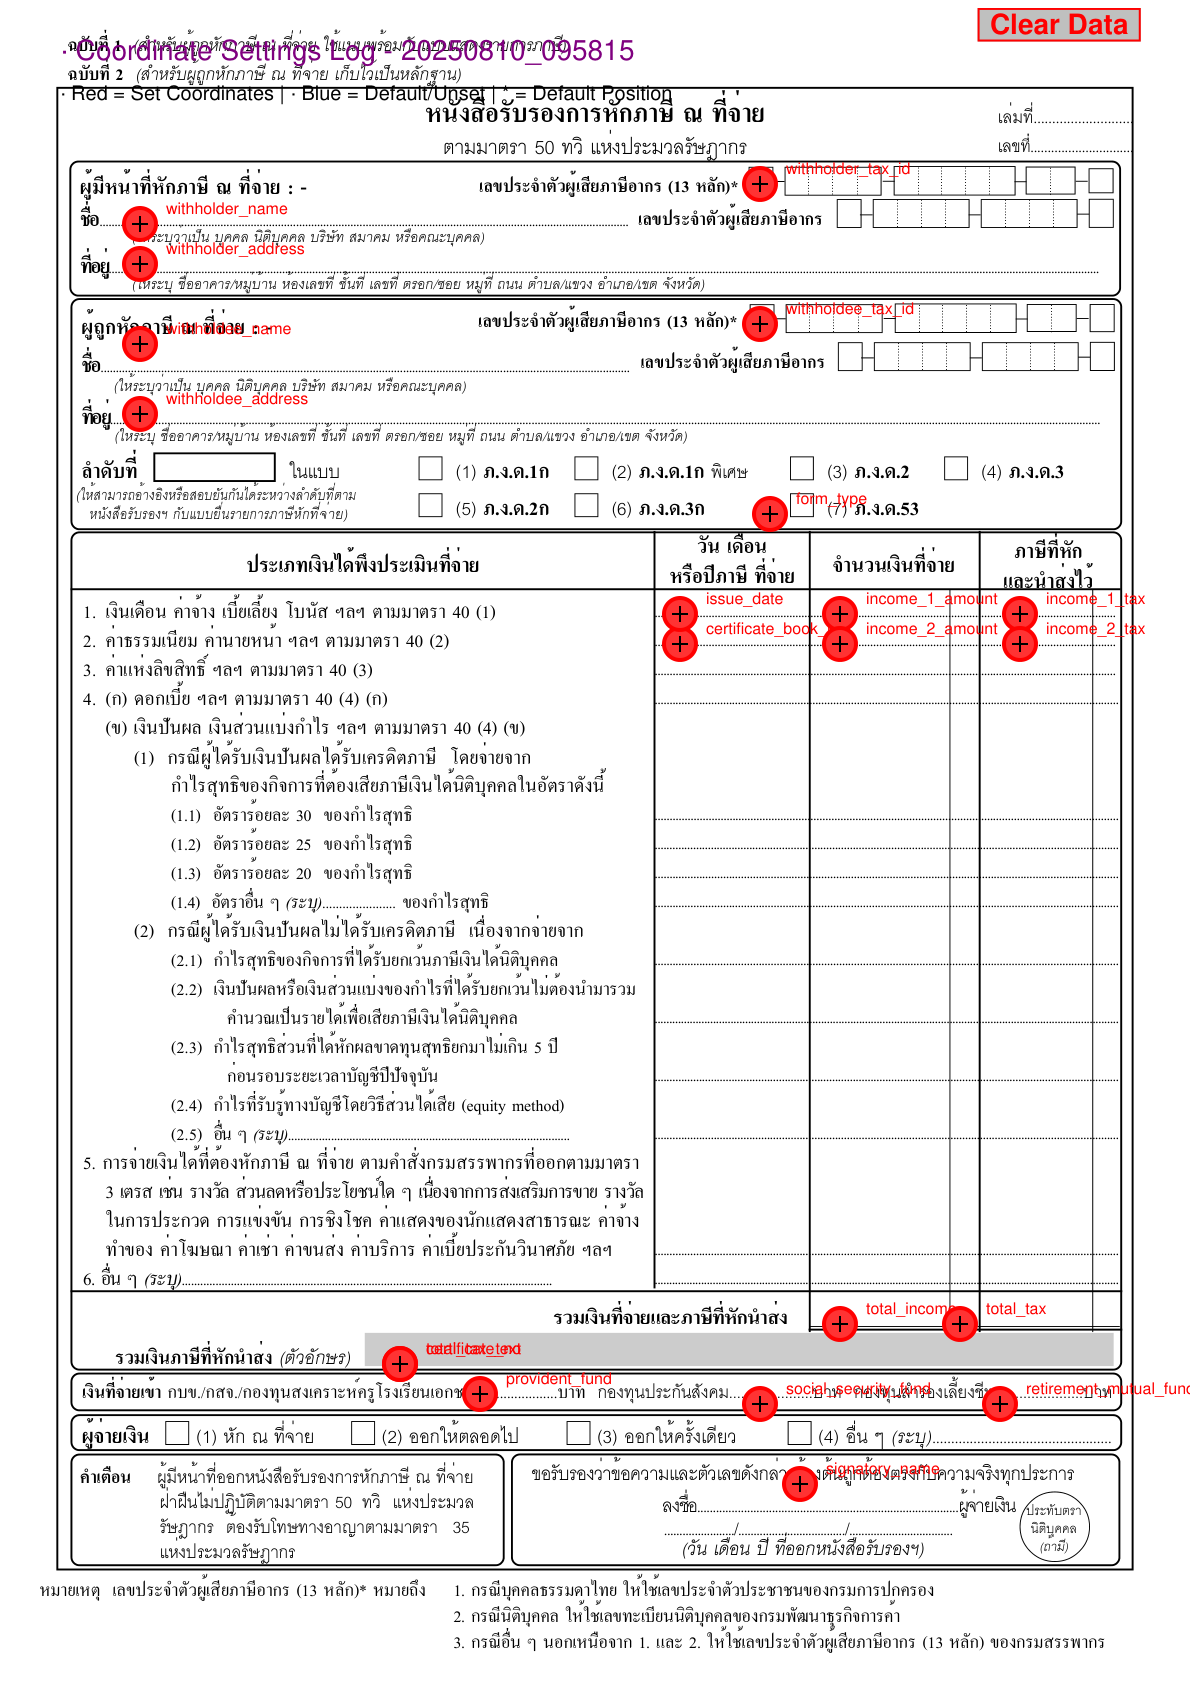 Clear Data
ฉบับที่ 1 (สำหรับผู้ถูกหักภาษี ณ ที่จ่าย ใช้แนบพร้อมกับแบบแสดงรายการภาษี)
· Coordinate Settings Log - 20250810_095815
ฉบับที่ 2 (สำหรับผู้ถูกหักภาษี ณ ที่จ่าย เก็บไว้เป็นหลักฐาน)
· Red = Set Coordinates | · Blue = Default/Unset | * = Default Position
หนังสือรับรองการหักภาษี ณ ที่จ่าย
เล่มที่
ตามมาตรา 50 ทวิ แห่งประมวลรัษฎากร
เลขที่
ผู้มีหน้าที่หักภาษี ณ ที่จ่าย : -
เลขประจำตัวผู้เสียภาษีอากร (13 หลัก)*
withholder_tax_id
ชื่อ
withholder_name
เลขประจำตัวผู้เสียภาษีอากร
(ให้ระบุว่าเป็น บุคคล นิติบุคคล บริษัท สมาคม หรือคณะบุคคล)
ที่อยู่
withholder_address
(ให้ระบุ ชื่ออาคาร/หมู่บ้าน ห้องเลขที่ ชั้นที่ เลขที่ ตรอก/ซอย หมู่ที่ ถนน ตำบล/แขวง อำเภอ/เขต จังหวัด)
ผู้ถูกหักภาษี ณ ที่จ่าย : -
withholdee_name
เลขประจำตัวผู้เสียภาษีอากร (13 หลัก)*
withholdee_tax_id
ชื่อ
เลขประจำตัวผู้เสียภาษีอากร
(ให้ระบุว่าเป็น บุคคล นิติบุคคล บริษัท สมาคม หรือคณะบุคคล)
ที่อยู่
withholdee_address
(ให้ระบุ ชื่ออาคาร/หมู่บ้าน ห้องเลขที่ ชั้นที่ เลขที่ ตรอก/ซอย หมู่ที่ ถนน ตำบล/แขวง อำเภอ/เขต จังหวัด)
ลำดับที่ ในแบบ (1) ภ.ง.ด.1ก (2) ภ.ง.ด.1ก พิเศษ (3) ภ.ง.ด.2 (4) ภ.ง.ด.3
(ให้สามารถอ้างอิงหรือสอบยันกันได้ระหว่างลำดับที่ตาม
หนังสือรับรองฯ กับแบบยื่นรายการภาษีหักที่จ่าย)
(5) ภ.ง.ด.2ก (6) ภ.ง.ด.3ก (7) ภ.ง.ด.53
form_type
ประเภทเงินได้พึงประเมินที่จ่าย
วัน เดือน
หรือปีภาษี ที่จ่าย
จำนวนเงินที่จ่าย
ภาษีที่หัก
และนำส่งไว้
1. เงินเดือน ค่าจ้าง เบี้ยเลี้ยง โบนัส ฯลฯ ตามมาตรา 40 (1)
issue_date income_1_amount income_1_tax
2. ค่าธรรมเนียม ค่านายหน้า ฯลฯ ตามมาตรา 40 (2)
certificate_book_ income_2_amount income_2_tax
3. ค่าแห่งลิขสิทธิ์ ฯลฯ ตามมาตรา 40 (3)
4. (ก) ดอกเบี้ย ฯลฯ ตามมาตรา 40 (4) (ก)
(ข) เงินปันผล เงินส่วนแบ่งกำไร ฯลฯ ตามมาตรา 40 (4) (ข)
(1) กรณีผู้ได้รับเงินปันผลได้รับเครดิตภาษี โดยจ่ายจาก
กำไรสุทธิของกิจการที่ต้องเสียภาษีเงินได้นิติบุคคลในอัตราดังนี้
(1.1) อัตราร้อยละ 30 ของกำไรสุทธิ
(1.2) อัตราร้อยละ 25 ของกำไรสุทธิ
(1.3) อัตราร้อยละ 20 ของกำไรสุทธิ
(1.4) อัตราอื่น ๆ (ระบุ)...................... ของกำไรสุทธิ
(2) กรณีผู้ได้รับเงินปันผลไม่ได้รับเครดิตภาษี เนื่องจากจ่ายจาก
(2.1) กำไรสุทธิของกิจการที่ได้รับยกเว้นภาษีเงินได้นิติบุคคล
(2.2) เงินปันผลหรือเงินส่วนแบ่งของกำไรที่ได้รับยกเว้นไม่ต้องนำมารวม
คำนวณเป็นรายได้เพื่อเสียภาษีเงินได้นิติบุคคล
(2.3) กำไรสุทธิส่วนที่ได้หักผลขาดทุนสุทธิยกมาไม่เกิน 5 ปี
ก่อนรอบระยะเวลาบัญชีปีปัจจุบัน
(2.4) กำไรที่รับรู้ทางบัญชีโดยวิธีส่วนได้เสีย (equity method)
(2.5) อื่น ๆ (ระบุ)
5. การจ่ายเงินได้ที่ต้องหักภาษี ณ ที่จ่าย ตามคำสั่งกรมสรรพากรที่ออกตามมาตรา
3 เตรส เช่น รางวัล ส่วนลดหรือประโยชน์ใด ๆ เนื่องจากการส่งเสริมการขาย รางวัล
ในการประกวด การแข่งขัน การชิงโชค ค่าแสดงของนักแสดงสาธารณะ ค่าจ้าง
ทำของ ค่าโฆษณา ค่าเช่า ค่าขนส่ง ค่าบริการ ค่าเบี้ยประกันวินาศภัย ฯลฯ
6. อื่น ๆ (ระบุ)
รวมเงินที่จ่ายและภาษีที่หักนำส่ง
total_income total_tax
รวมเงินภาษีที่หักนำส่ง (ตัวอักษร)
total_tax_text
เงินที่จ่ายเข้า กบข./กสจ./กองทุนสงเคราะห์ครูโรงเรียนเอกช บาท กองทุนประกันสังคม บาท กองทุนสำรองเลี้ยงชีพ บาท
provident_fund social_security_fund retirement_mutual_fund
ผู้จ่ายเงิน (1) หัก ณ ที่จ่าย (2) ออกให้ตลอดไป (3) ออกให้ครั้งเดียว (4) อื่น ๆ (ระบุ)
คำเตือน ผู้มีหน้าที่ออกหนังสือรับรองการหักภาษี ณ ที่จ่าย
ฝ่าฝืนไม่ปฏิบัติตามมาตรา 50 ทวิ แห่งประมวล
รัษฎากร ต้องรับโทษทางอาญาตามมาตรา 35
แห่งประมวลรัษฎากร
ขอรับรองว่าข้อความและตัวเลขดังกล่าวข้างต้นถูกต้องตรงกับความจริงทุกประการ
signatory_name
ลงชื่อ ผู้จ่ายเงิน
(วัน เดือน ปี ที่ออกหนังสือรับรองฯ)
ประทับตรา
นิติบุคคล
(ถ้ามี)
หมายเหตุ เลขประจำตัวผู้เสียภาษีอากร (13 หลัก)* หมายถึง
1. กรณีบุคคลธรรมดาไทย ให้ใช้เลขประจำตัวประชาชนของกรมการปกครอง
2. กรณีนิติบุคคล ให้ใช้เลขทะเบียนนิติบุคคลของกรมพัฒนาธุรกิจการค้า
3. กรณีอื่น ๆ นอกเหนือจาก 1. และ 2. ให้ใช้เลขประจำตัวผู้เสียภาษีอากร (13 หลัก) ของกรมสรรพากร